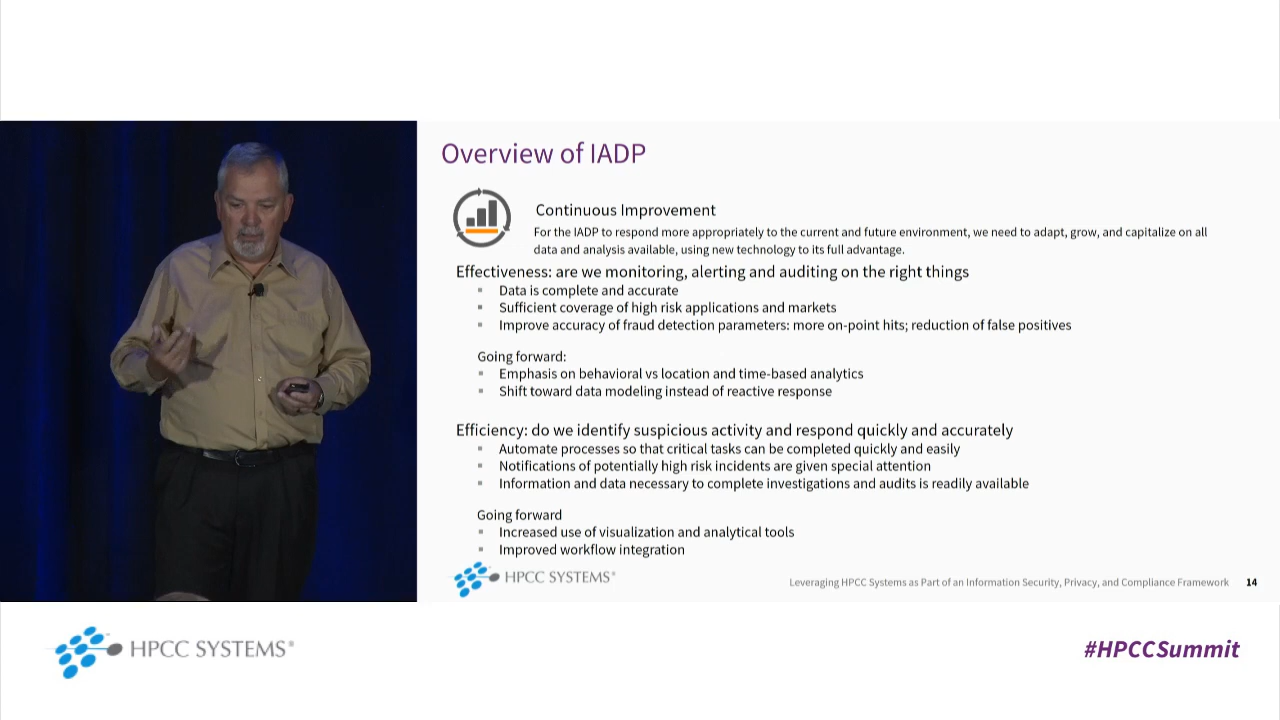 Overview of IADP
Continuous Improvement
For the IADP to respond more appropriately to the current and future environment, we need to adapt, grow, and capitalize on all
data and analysis available, using new technology to its full advantage.
Effectiveness: are we monitoring, alerting and auditing on the right things
▪ Data is complete and accurate
▪ Sufficient coverage of high risk applications and markets
▪ Improve accuracy of fraud detection parameters: more on-point hits; reduction of false positives
Going forward:
▪ Emphasis on behavioral vs location and time-based analytics
▪ Shift toward data modeling instead of reactive response
Efficiency: do we identify suspicious activity and respond quickly and accurately
▪ Automate processes so that critical tasks can be completed quickly and easily
▪ Notifications of potentially high risk incidents are given special attention
▪ Information and data necessary to complete investigations and audits is readily available
Going forward
▪ Increased use of visualization and analytical tools
▪ Improved workflow integration
HPCC SYSTEMS®
Leveraging HPCC Systems as Part of an Information Security, Privacy, and Compliance Framework 14
HPCC SYSTEMS®
#HPCCSummit